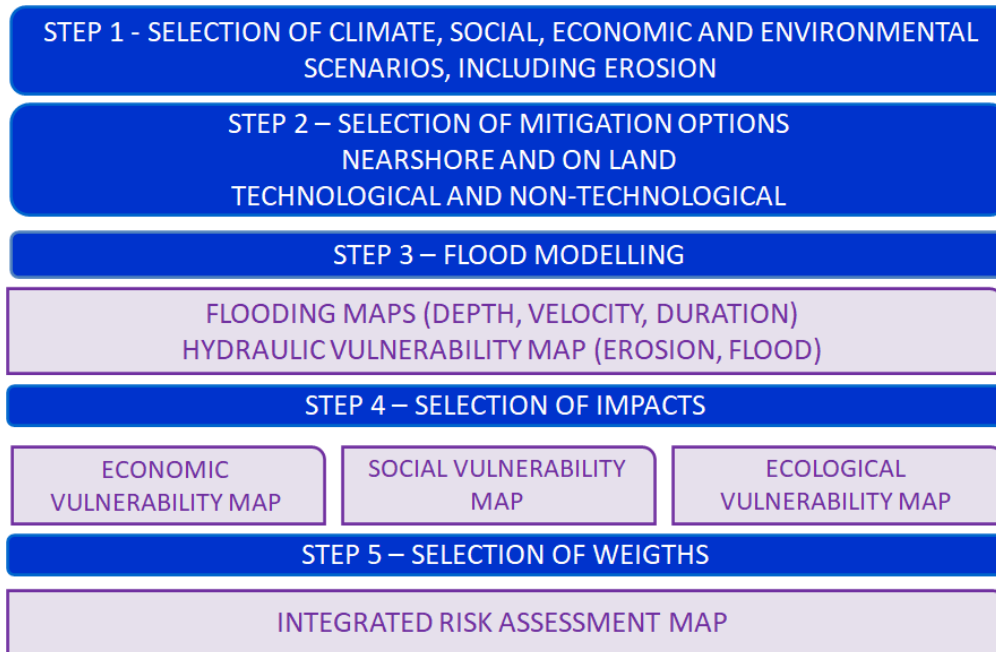 STEP 1 - SELECTION OF CLIMATE, SOCIAL, ECONOMIC AND ENVIRONMENTAL
SCENARIOS, INCLUDING EROSION
STEP 2 – SELECTION OF MITIGATION OPTIONS
NEARSHORE AND ON LAND
TECHNOLOGICAL AND NON-TECHNOLOGICAL
STEP 3 – FLOOD MODELLING
FLOODING MAPS (DEPTH, VELOCITY, DURATION)
HYDRAULIC VULNERABILITY MAP (EROSION, FLOOD)
STEP 4 – SELECTION OF IMPACTS
ECONOMIC
VULNERABILITY MAP
SOCIAL VULNERABILITY
MAP
ECOLOGICAL
VULNERABILITY MAP
STEP 5 – SELECTION OF WEIGTHS
INTEGRATED RISK ASSESSMENT MAP